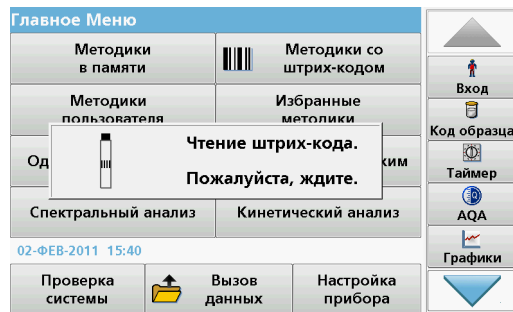 Главное Меню
Методики
в памяти
Методики со
штрих-кодом
Методики
пользователя
Избранные
методики
Чтение штрих-кода.
Пожалуйста, ждите.
Од
ким
Спектральный анализ
Кинетический анализ
02-ФЕВ-2011 15:40
Проверка
системы
Вызов
данных
Настройка
прибора
Вход
Код образца
Таймер
AQA
Графики